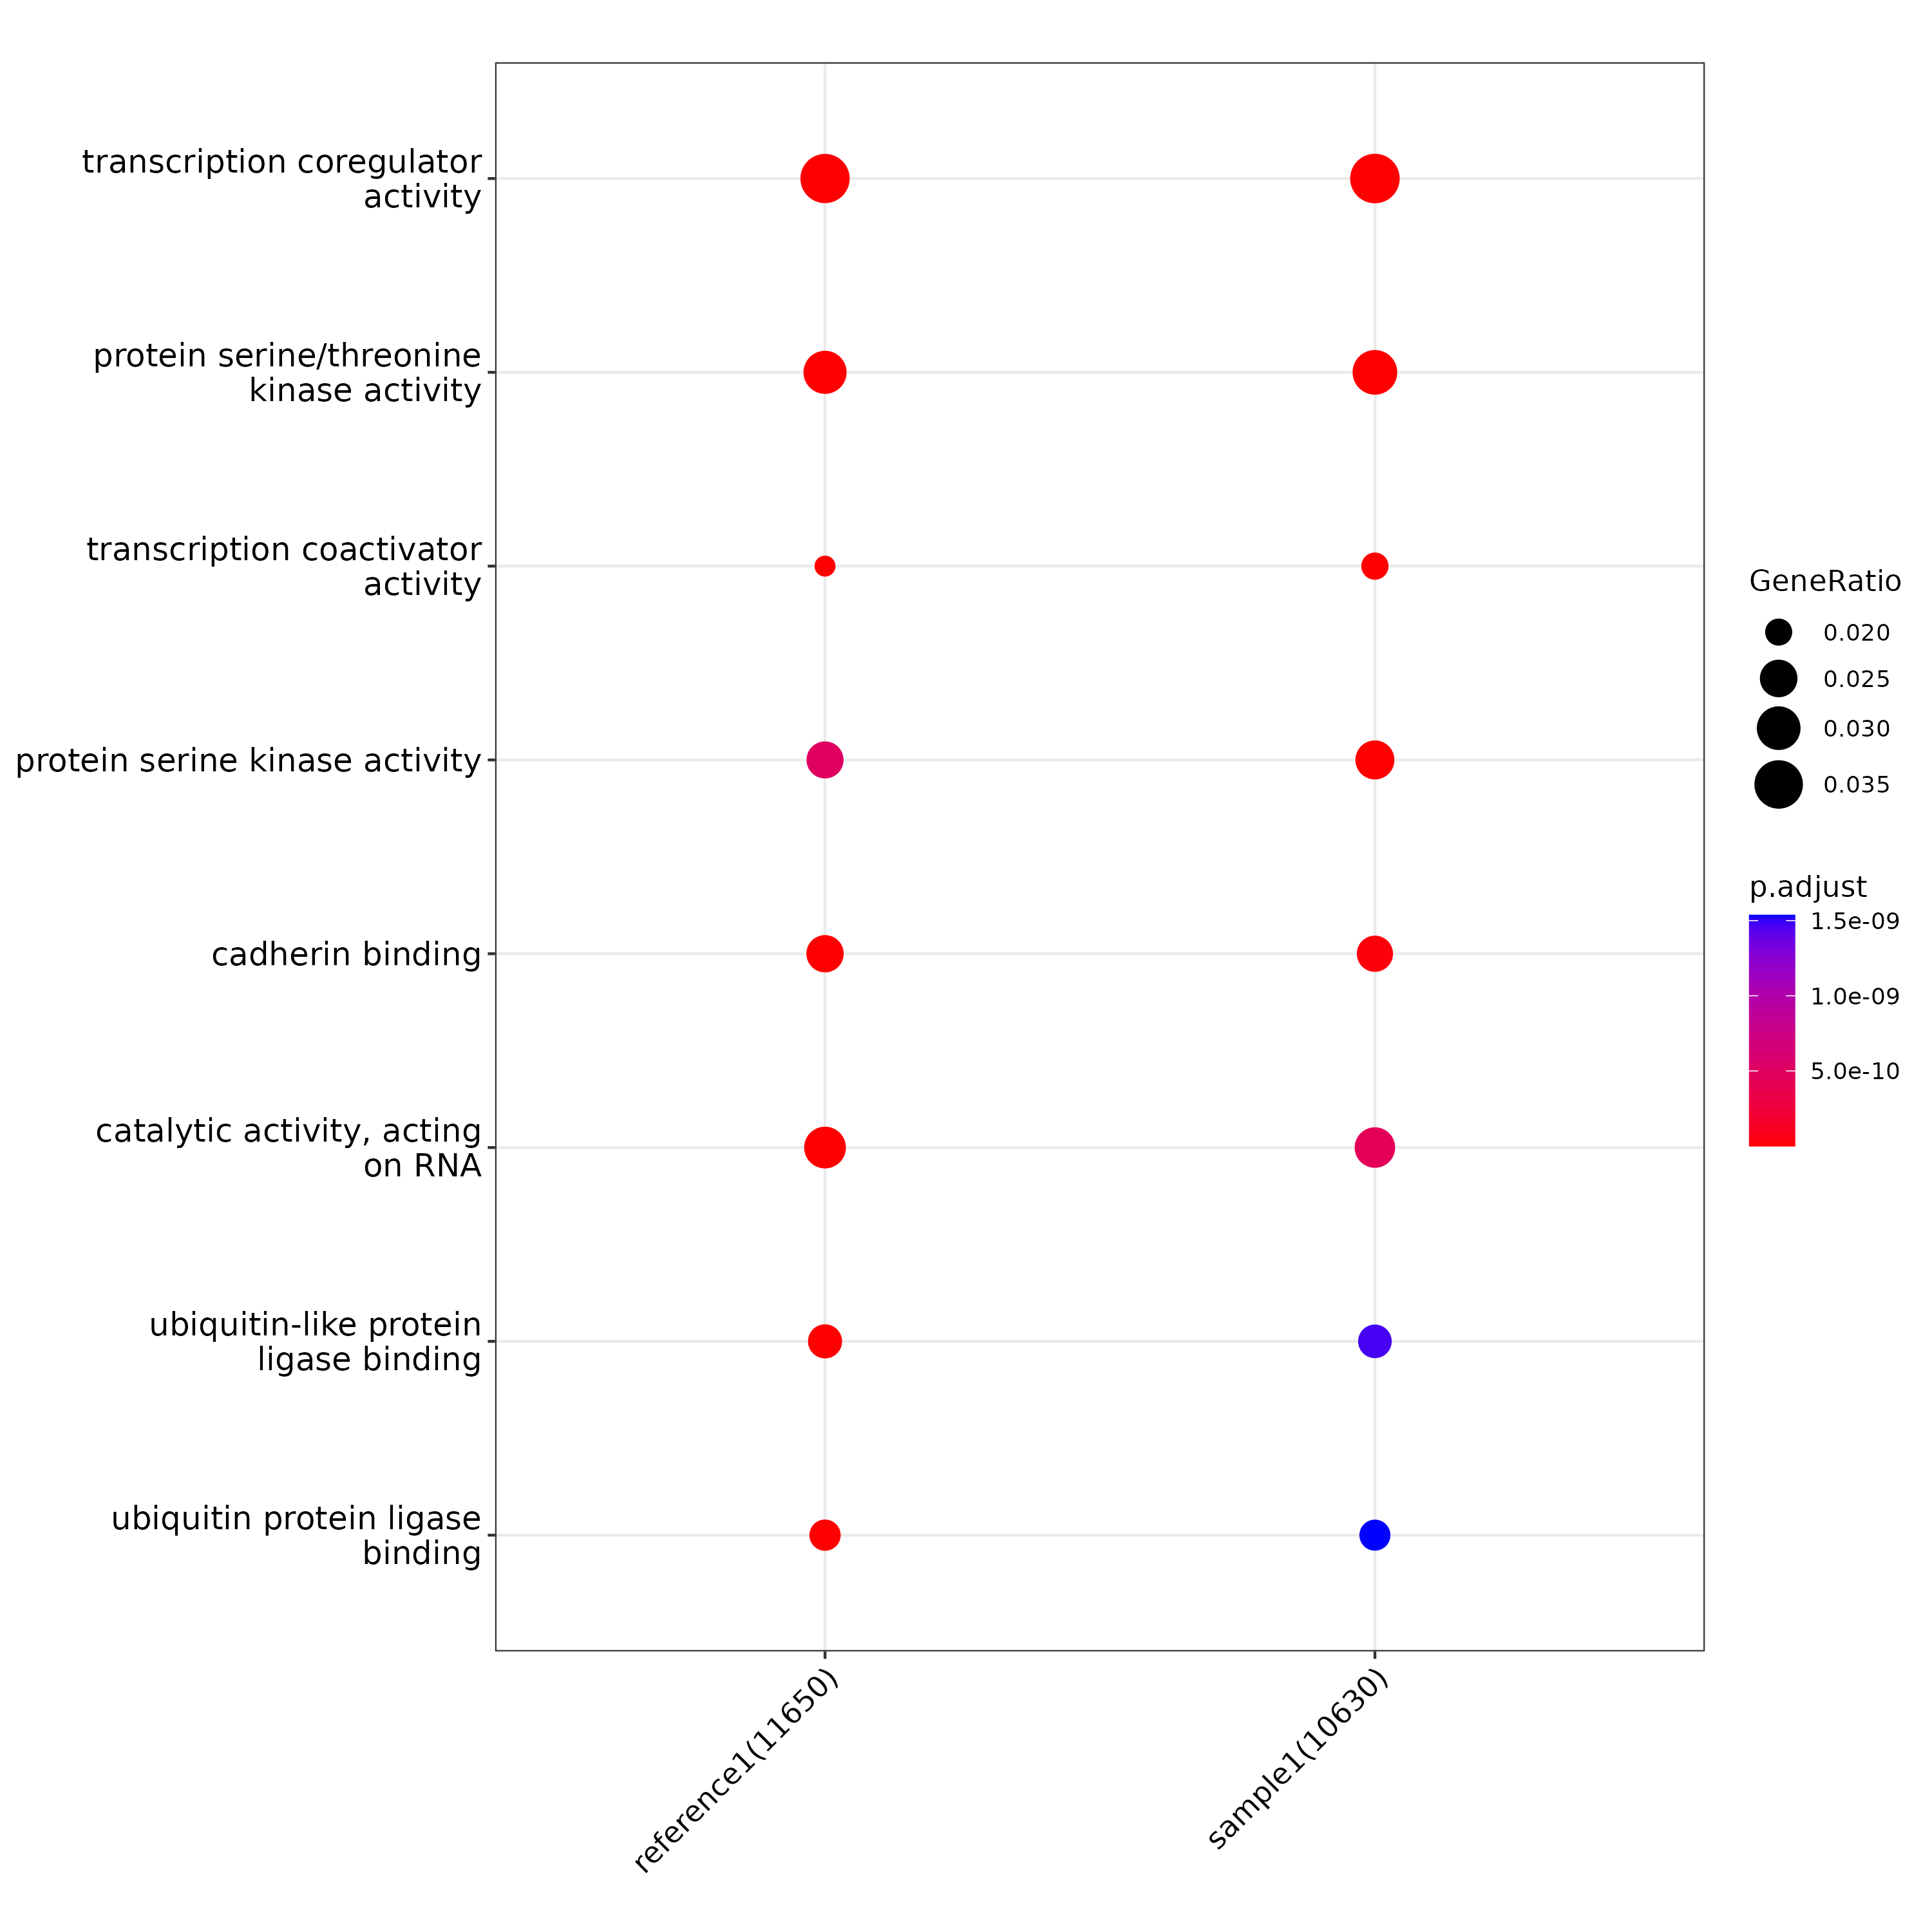 transcription coregulator
activity
protein serine/threonine
kinase activity
transcription coactivator
activity
protein serine kinase activity
cadherin binding
catalytic activity, acting
on RNA
ubiquitin-like protein
ligase binding
ubiquitin protein ligase
binding
reference1(11650)
sample1(10630)
GeneRatio
0.020
0.025
0.030
0.035
p.adjust
1.5e-09
1.0e-09
5.0e-10